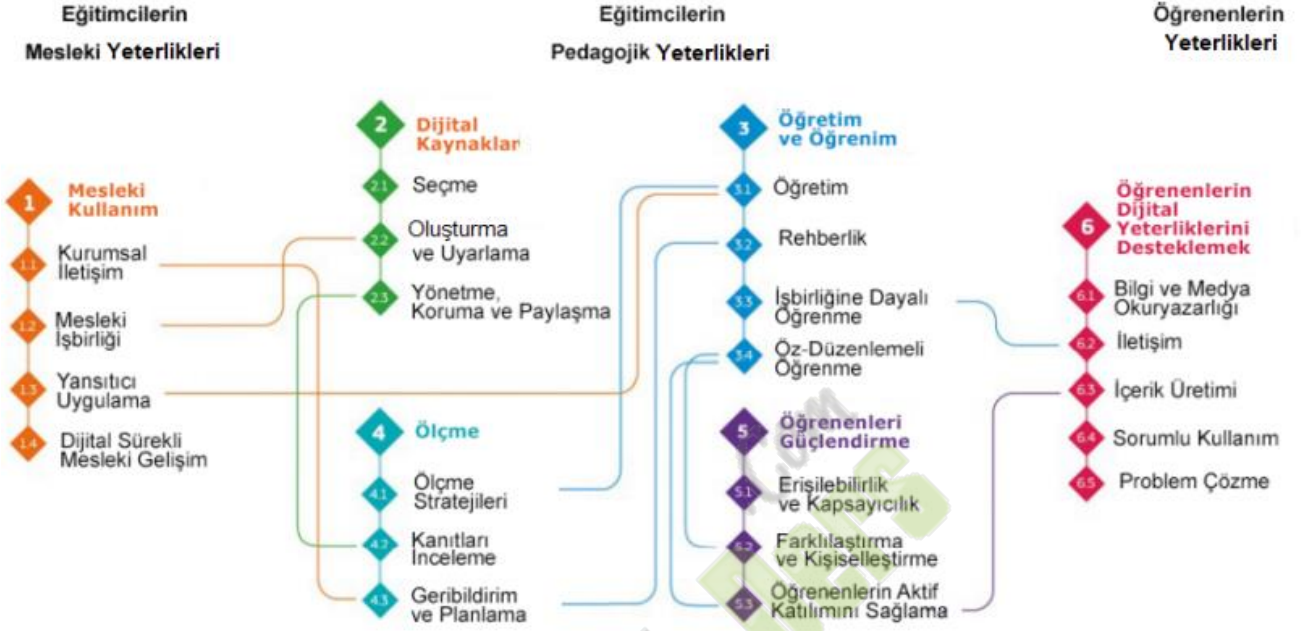 Eğitimcilerin
Mesleki Yeterlikleri
Eğitimcilerin
Pedagojik Yeterlikleri
Öğrenenlerin
Yeterlikleri
1
Mesleki
Kullanım
1.1
Kurumsal
İletişim
1.2
Mesleki
İşbirliği
1.3
Yansıtıcı
Uygulama
1.4
Dijital Sürekli
Mesleki Gelişim
2
Dijital
Kaynaklar
2.1
Seçme
2.2
Oluşturma
ve Uyarlama
2.3
Yönetme,
Koruma ve Paylaşma
3
Öğretim
ve Öğrenim
3.1
Öğretim
3.2
Rehberlik
3.3
İşbirliğine Dayalı
Öğrenme
3.4
Öz-Düzenlemeli
Öğrenme
4
Ölçme
4.1
Ölçme
Stratejileri
4.2
Kanıtları
İnceleme
4.3
Geribildirim
ve Planlama
5
Öğrenenleri
Güçlendirme
5.1
Erişilebilirlik
ve Kapsayıcılık
5.2
Farklılaştırma
ve Kişiselleştirme
5.3
Öğrenenlerin Aktif
Katılımını Sağlama
6
Öğrenenlerin
Dijital
Yeterliklerini
Desteklemek
6.1
Bilgi ve Medya
Okuryazarlığı
6.2
İletişim
6.3
İçerik Üretimi
6.4
Sorumlu Kullanım
6.5
Problem Çözme